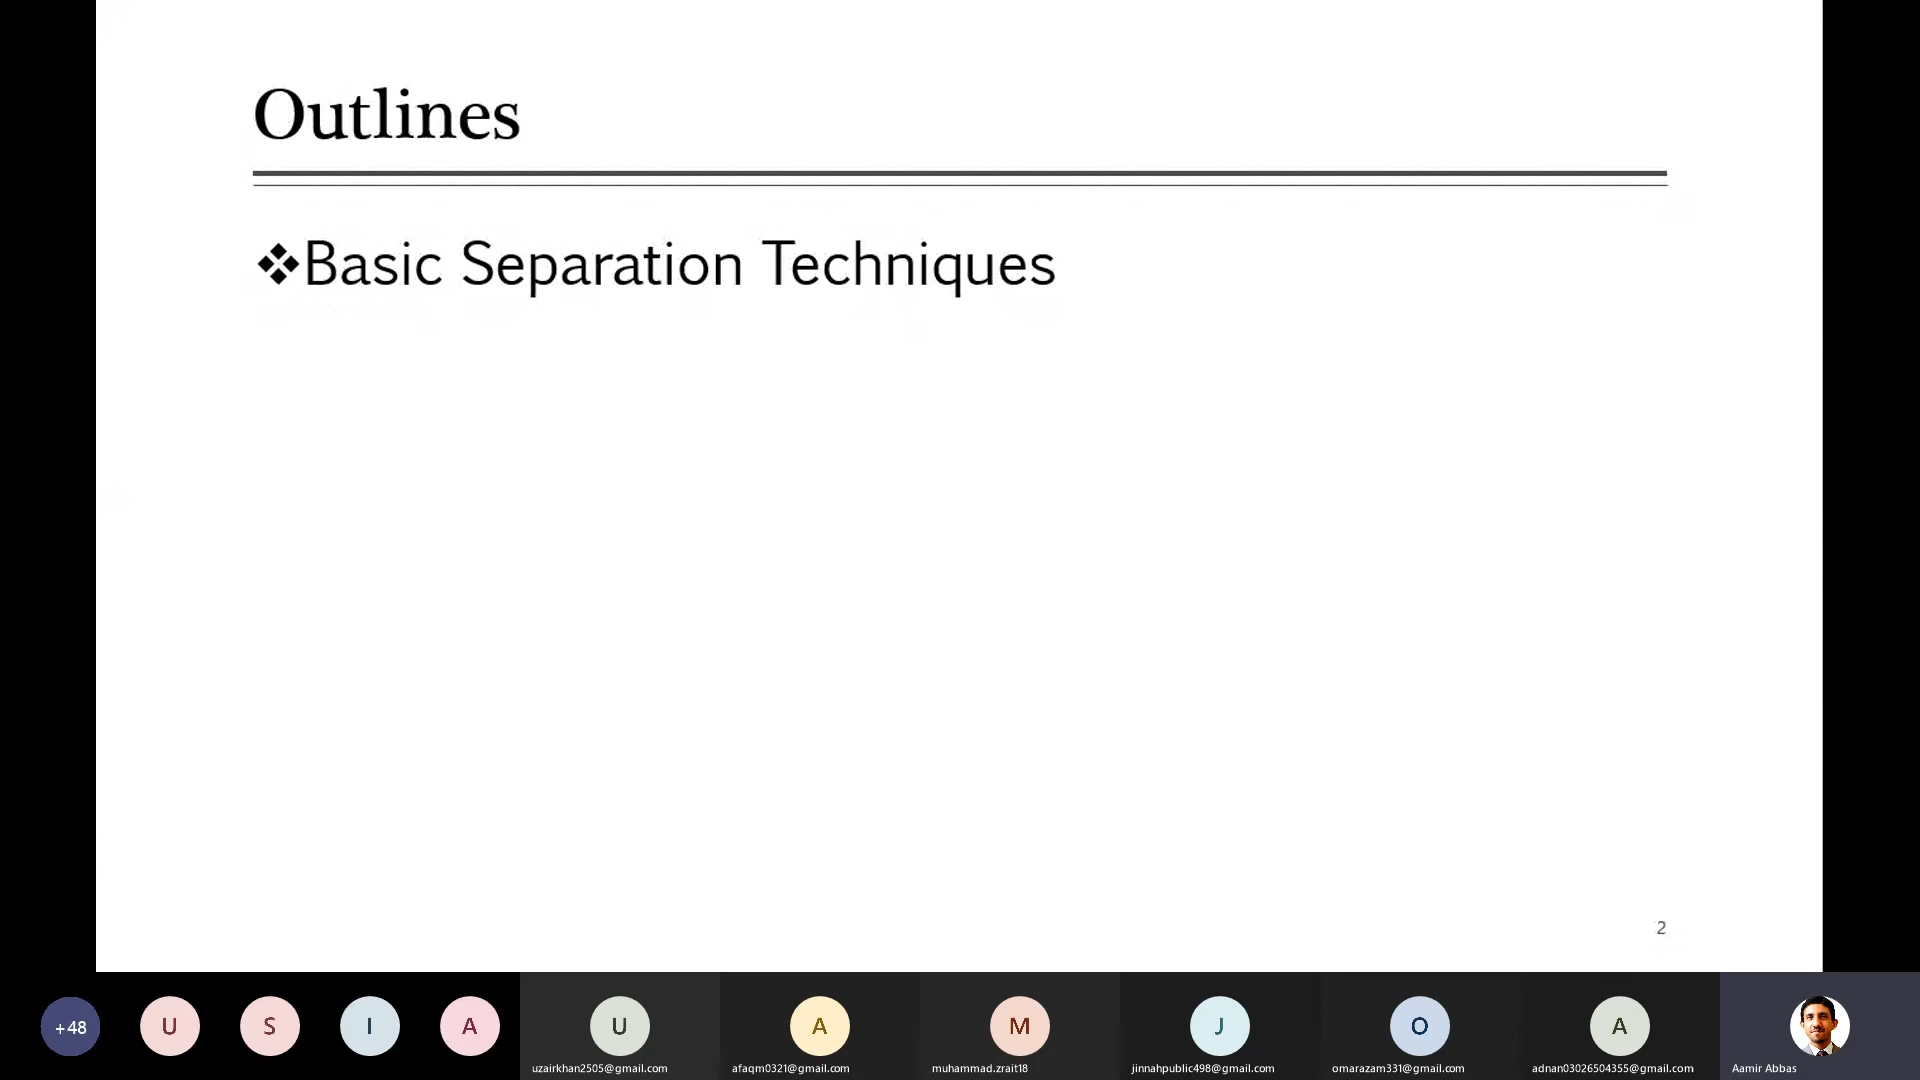 Outlines
❖Basic Separation Techniques
2
+48
U
S
I
A
U
A
M
J
O
A
uzairkhan2505@gmail.com
afaqm0321@gmail.com
muhammad.zrait18
jinnahpublic498@gmail.com
omarazam331@gmail.com
adnan03026504355@gmail.com
Aamir Abbas